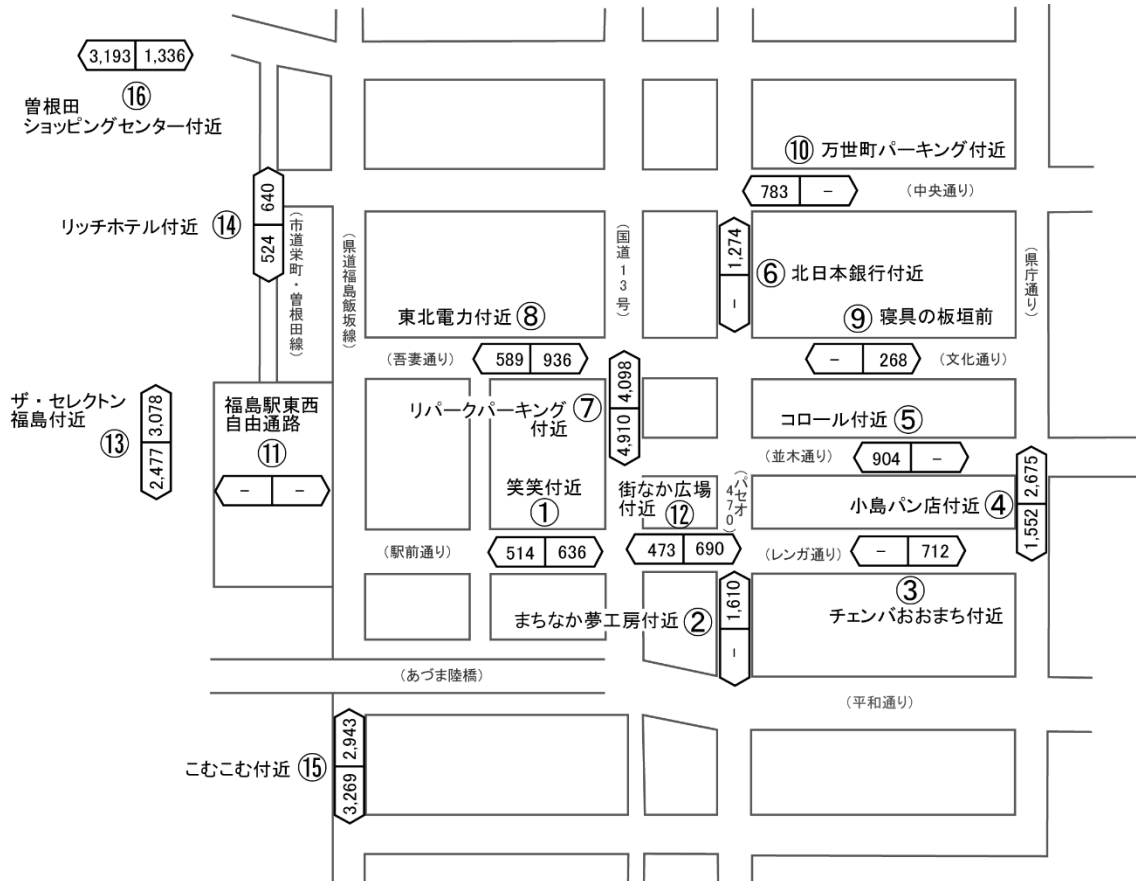 3,193 1,336
⑯
曽根田
ショッピングセンター付近
⑩ 万世町パーキング付近
783 - （中央通り）
リッチホテル付近 ⑭
640
524
（市道栄町・曽根田線）
（県道福島飯坂線）
（国道13号）
1,274
-
⑥ 北日本銀行付近
（県庁通り）
東北電力付近⑧
⑨ 寝具の板垣前
（吾妻通り） 589 936
- 268 （文化通り）
ザ・セレクトン
福島付近
⑬
3,078
2,477
福島駅東西
自由通路
⑪
- -
リパークパーキング ⑦
付近
4,098
4,910
コロール付近 ⑤
（並木通り） 904 -
笑笑付近
①
街なか広場
付近 ⑫
（パセオ470）
小島パン店付近 ④
2,675
1,552
（駅前通り） 514 636
473 690
（レンガ通り） - 712
③
チェンバおおまち付近
まちなか夢工房付近 ②
1,610
-
（あづま陸橋）
（平和通り）
こむこむ付近 ⑮
2,943
3,269